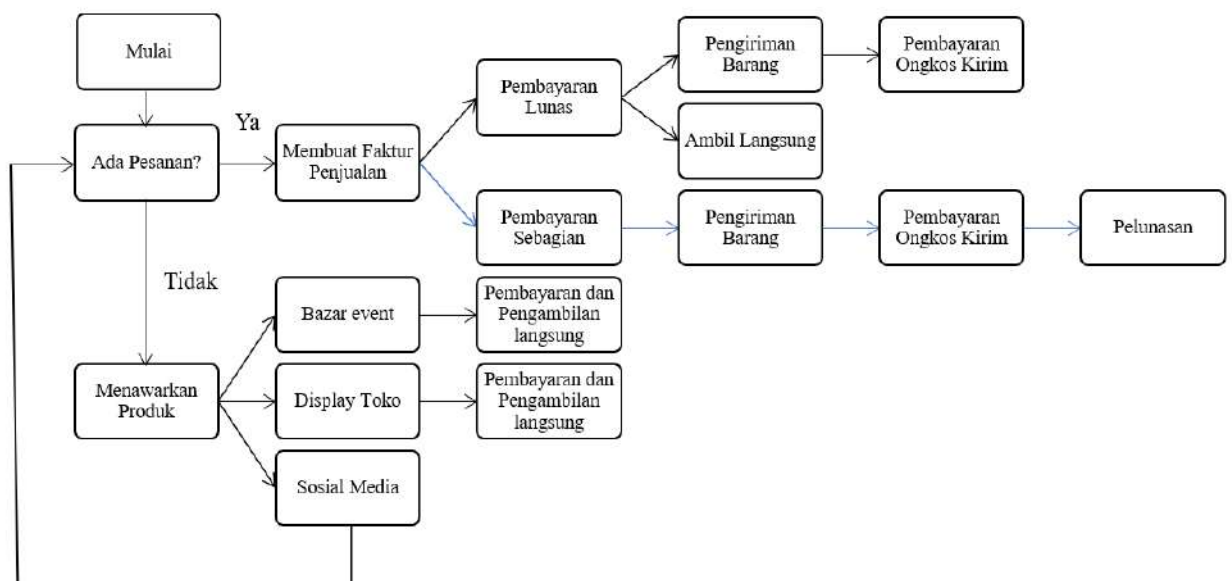 Mulai
Ada Pesanan?
Ya
Membuat Faktur
Penjualan
Pembayaran
Lunas
Pengiriman
Barang
Pembayaran
Ongkos Kirim
Ambil Langsung
Pembayaran
Sebagian
Pengiriman
Barang
Pembayaran
Ongkos Kirim
Pelunasan
Tidak
Menawarkan
Produk
Bazar event
Pembayaran dan
Pengambilan
langsung
Display Toko
Pembayaran dan
Pengambilan
langsung
Sosial Media